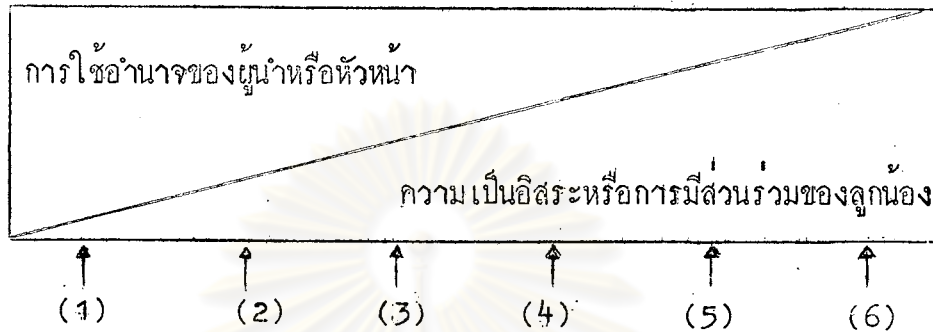 การใช้อำนาจของผู้นำหรือหัวหน้า
ความเป็นอิสระหรือการมีส่วนร่วมของลูกน้อง
(1) (2) (3) (4) (5) (6)